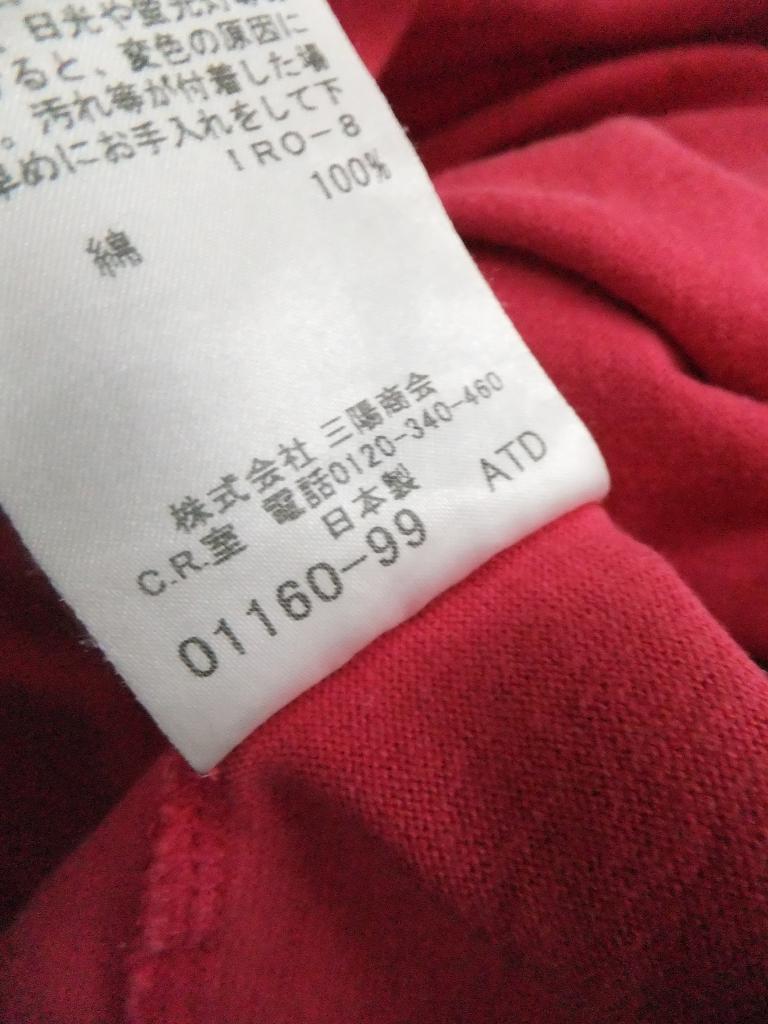 、日光や蛍光灯等
ると、変色の原因に
。汚れ等が付着した場
早めにお手入れをして下
IRO-8
綿 100%
株式会社 三陽商会
C.R.室 電話0120-340-460
日本製 ATD
01160-99